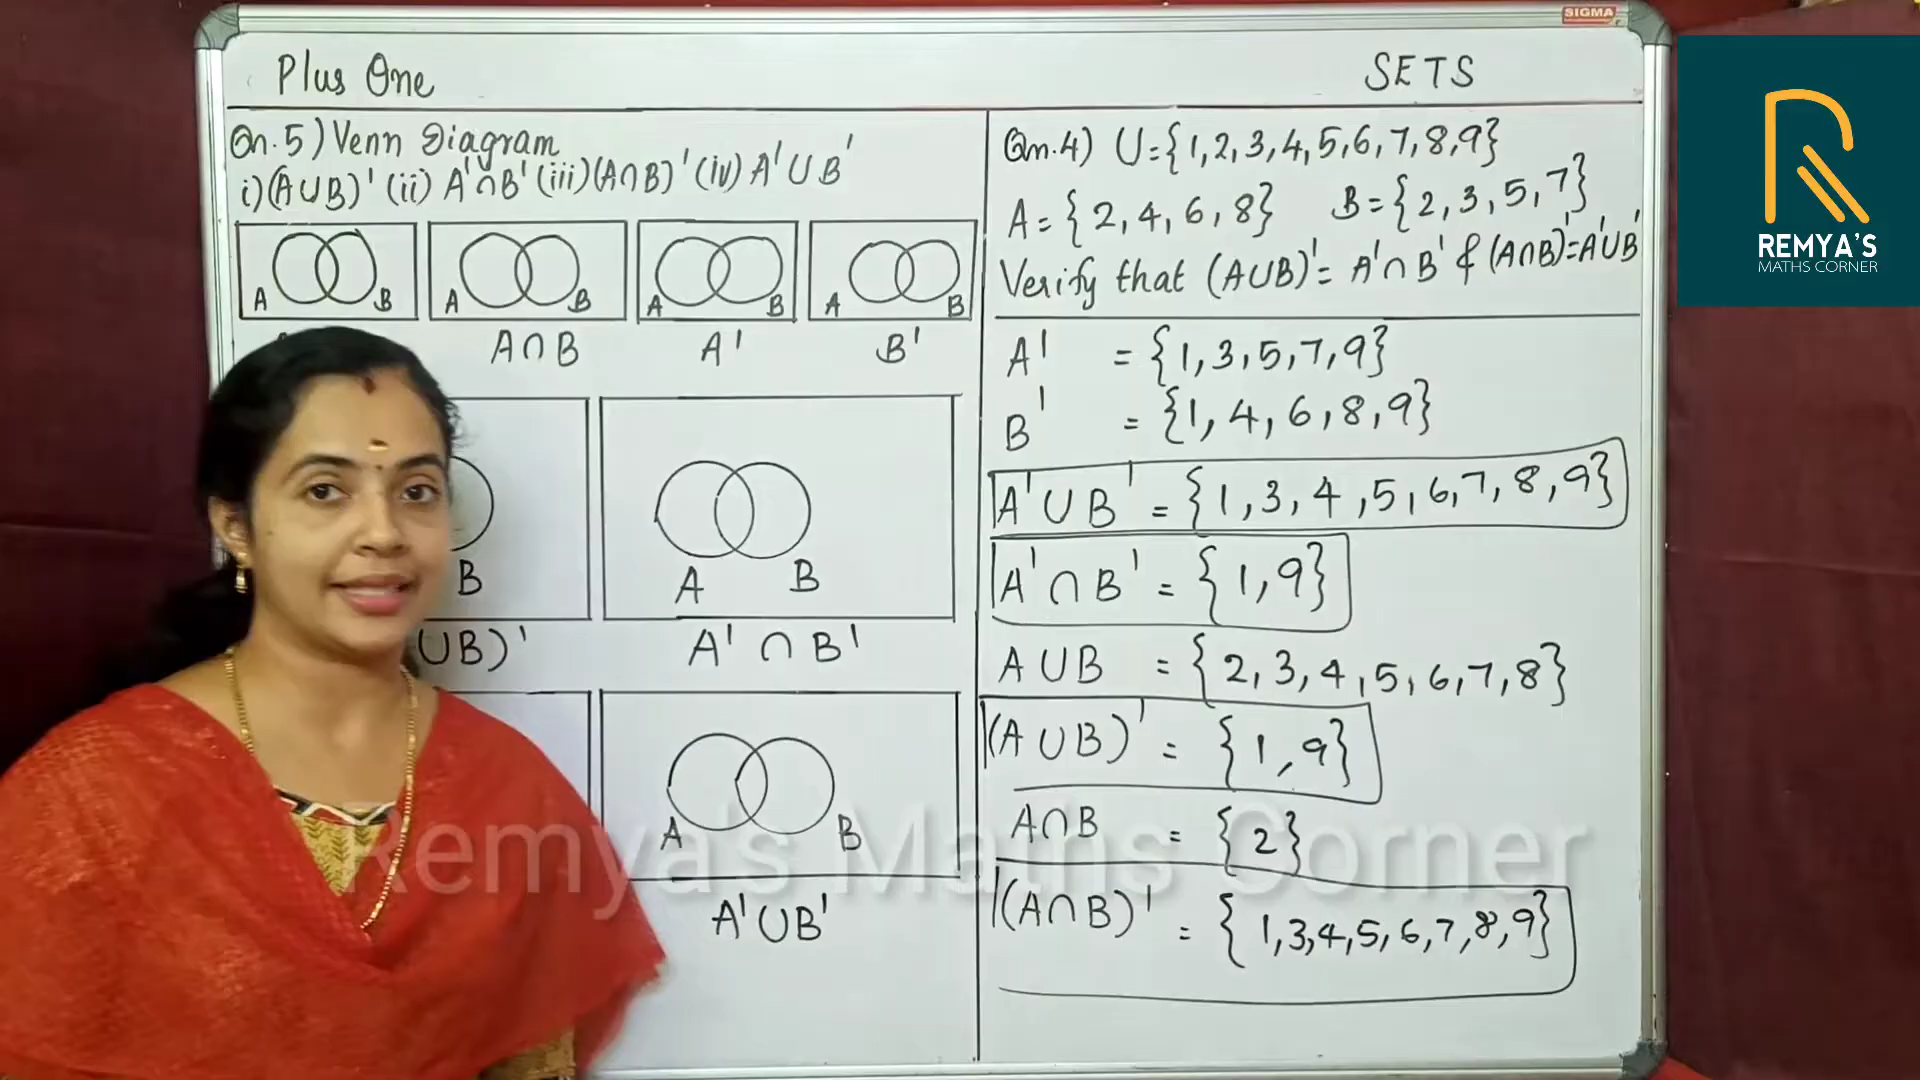 SIGMA
Plus One
SETS
Qn.5) Venn Diagram
i) (A∪B)' (ii) A'∩B' (iii) (A∩B)' (iv) A'∪B'
A B
A B
A B
A B
A∩B
A'
B'
B
A B
∪B)'
A' ∩ B'
A B
A'∪B'
Qn.4) U={1,2,3,4,5,6,7,8,9}
A={2,4,6,8} B={2,3,5,7}
Verify that (A∪B)'= A'∩B' & (A∩B)'=A'∪B'
A' = {1,3,5,7,9}
B' = {1,4,6,8,9}
A'∪B' = {1,3,4,5,6,7,8,9}
A'∩B' = {1,9}
A∪B = {2,3,4,5,6,7,8}
(A∪B)' = {1,9}
A∩B = {2}
(A∩B)' = {1,3,4,5,6,7,8,9}
REMYA'S
MATHS CORNER
Remya's Maths Corner